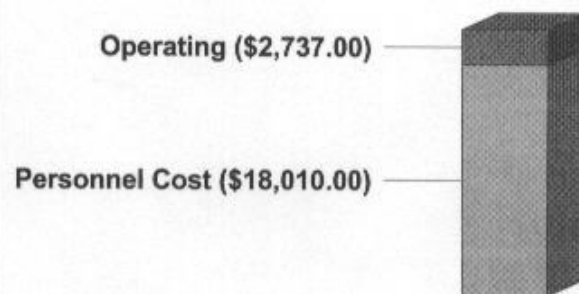 Operating ($2,737.00)
Personnel Cost ($18,010.00)